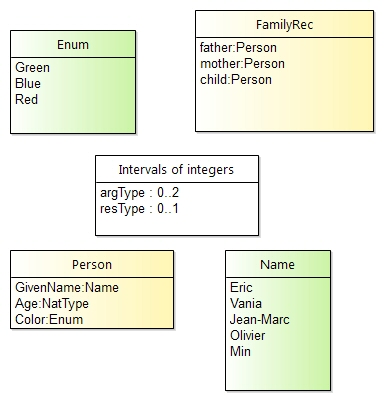 Enum
Green
Blue
Red
FamilyRec
father:Person
mother:Person
child:Person
Intervals of integers
argType : 0..2
resType : 0..1
Person
GivenName:Name
Age:NatType
Color:Enum
Name
Eric
Vania
Jean-Marc
Olivier
Min